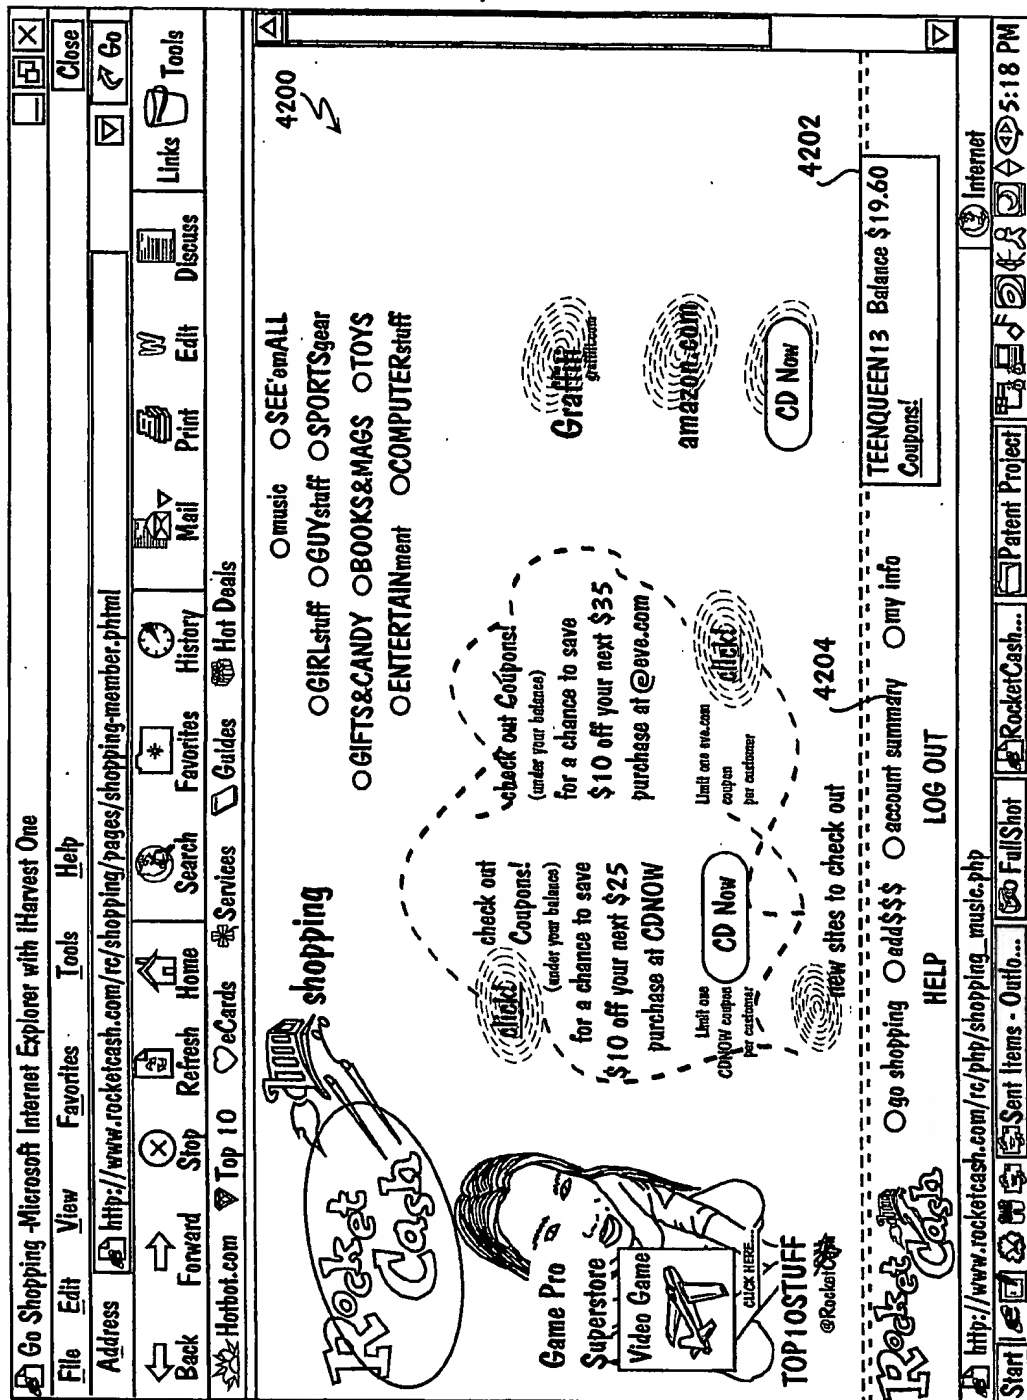 Go Shopping -Microsoft Internet Explorer with iHarvest One
File Edit View Favorites Tools Help
Close
Address http://www.rocketcash.com/rc/shopping/pages/shopping-member.phtml Go
Back Forward Stop Refresh Home Search Favorites History Mail Print Edit Discuss Links Tools
Hotbot.com Top 10 eCards Services Guides Hot Deals
4200
Rocket Cash
shopping
music SEE'emALL
GIRLstuff GUYstuff SPORTSgear
GIFTS&CANDY BOOKS&MAGS TOYS
ENTERTAINment COMPUTERstuff
Game Pro
Superstore
Video Game
CLICK HERE...
TOP10STUFF
click!
check out
Coupons!
(under your balance)
for a chance to save
$10 off your next $25
purchase at CDNOW
Limit one
CDNOW coupon
per customer
CD Now
check out Coupons!
(under your balance)
for a chance to save
$10 off your next $35
purchase at @eve.com
Limit one eve.com
coupon
per customer
click!
Graffiti
graffiti.com
amazon.com
CD Now
new sites to check out
4204
4202
Rocket Cash
go shopping add$$$ account summary my info
HELP LOG OUT
TEENQUEEN13 Balance $19.60
Coupons!
http://www.rocketcash.com/rc/php/shopping_music.php
Internet
Start Sent Items - Outlo... FullShot RocketCash... Patent Project 5:18 PM